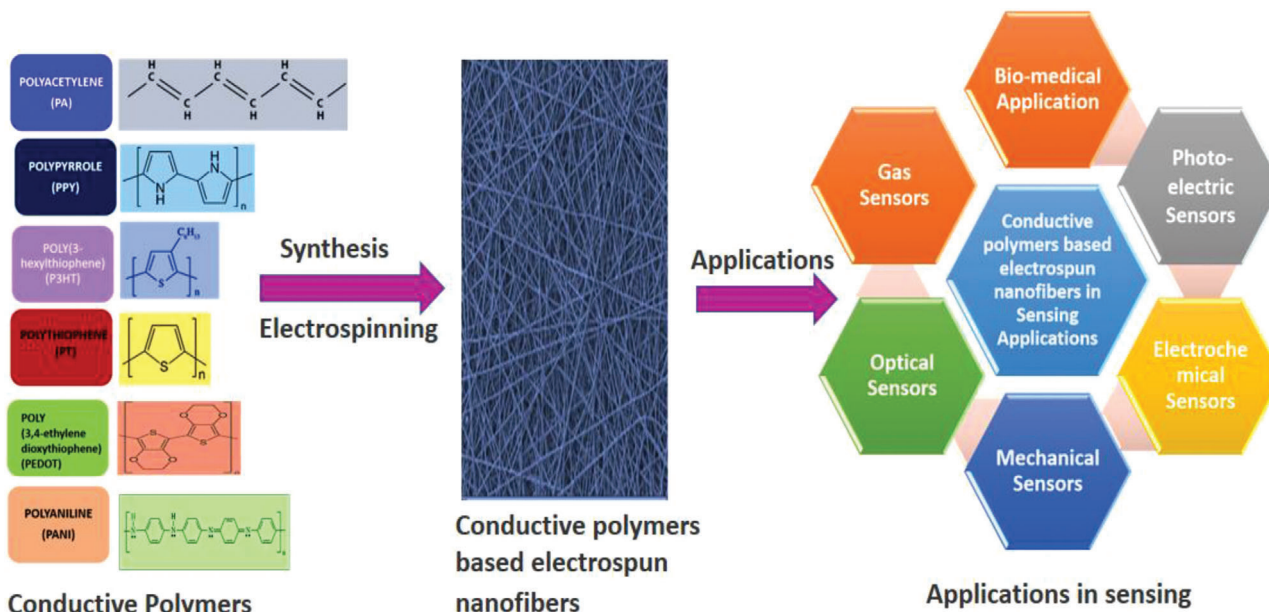 POLYACETYLENE
(PA)
H
H
H
C
C
C
C
C
C
H
H
H
POLYPYRROLE
(PPY)
H
N
N
H
n
POLY(3-
hexylthiophene)
(P3HT)
C₆H₁₃
S
n
POLYTHIOPHENE
(PT)
S
n
POLY
(3,4-ethylene
dioxythiophene)
(PEDOT)
O
O
S
S
O
O
n
POLYANILINE
(PANI)
H
N
H
N
N
N
n
Conductive Polymers
Synthesis
Electrospinning
Conductive polymers
based electrospun
nanofibers
Applications
Bio-medical
Application
Gas
Sensors
Photo-
electric
Sensors
Conductive
polymers based
electrospun
nanofibers in
Sensing
Applications
Optical
Sensors
Electroche
mical
Sensors
Mechanical
Sensors
Applications in sensing